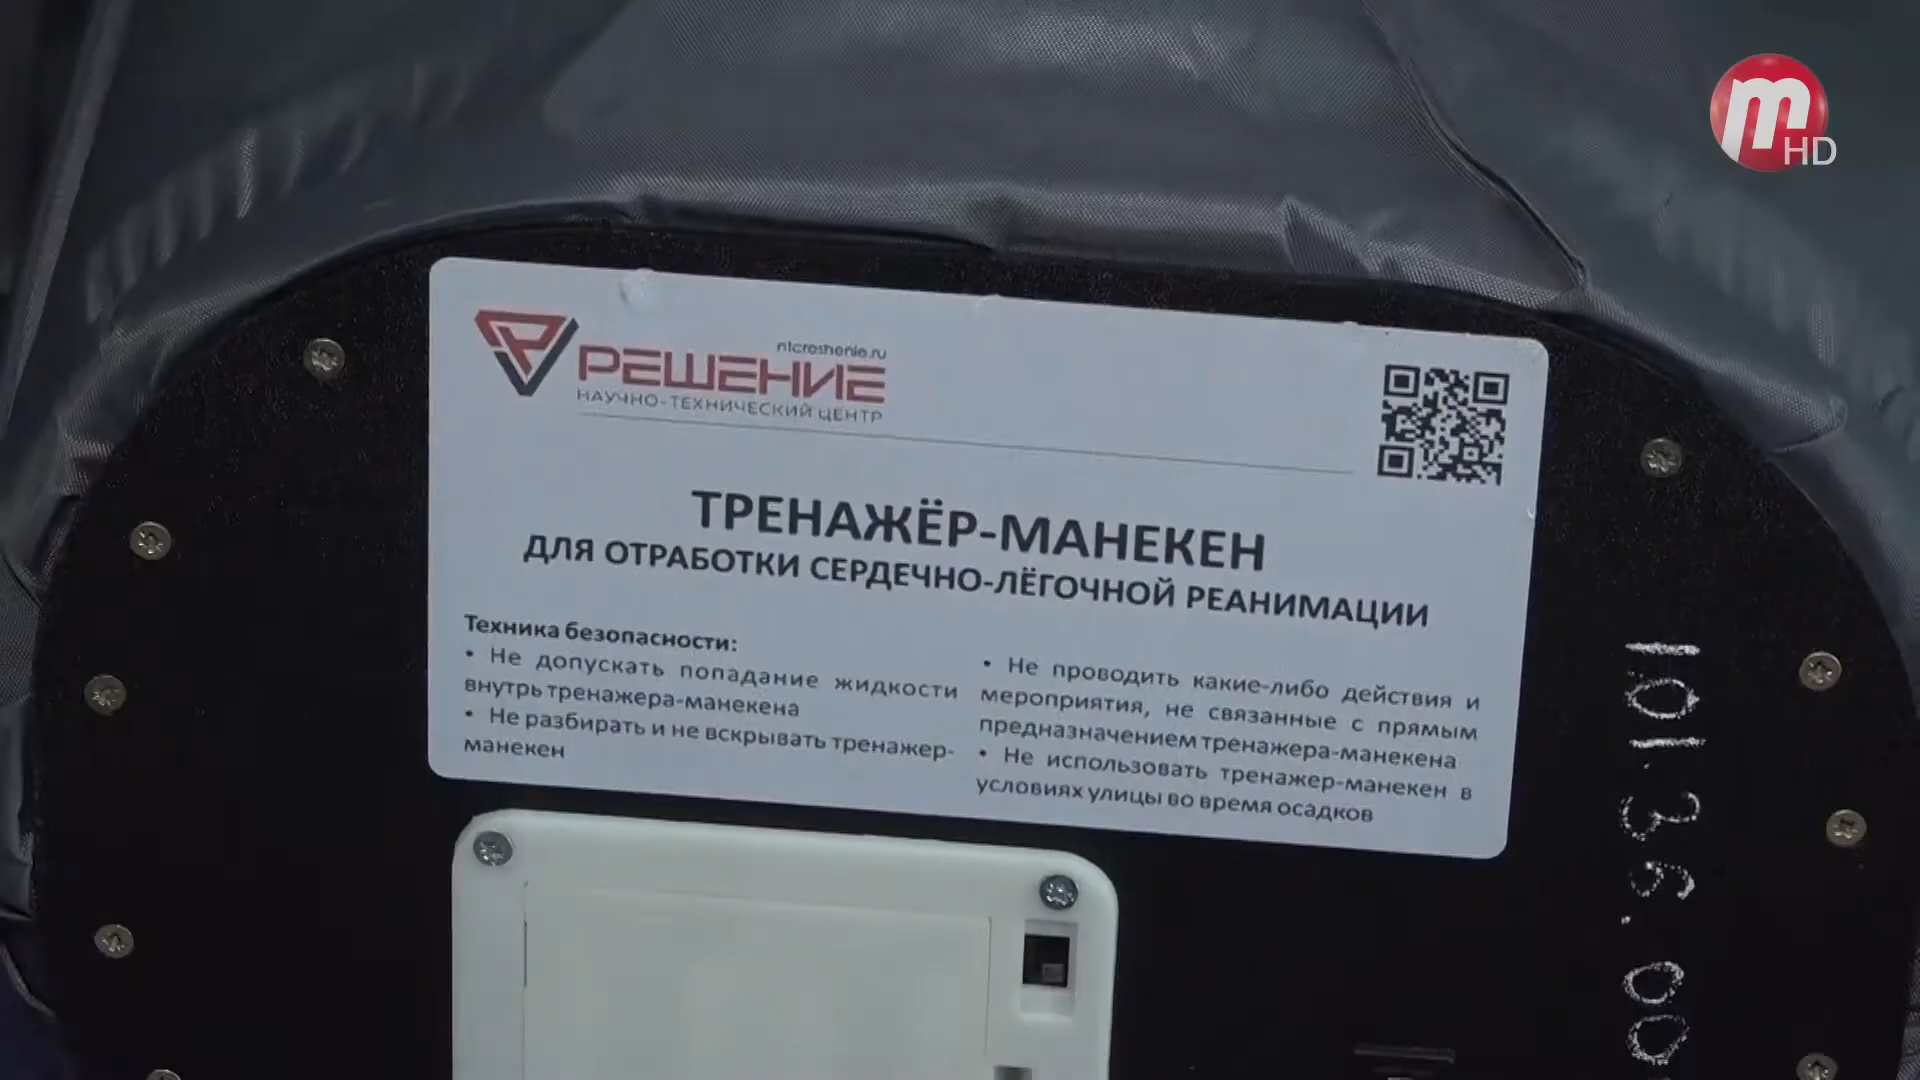 m HD
ntcreshenie.ru
РЕШЕНИЕ
НАУЧНО-ТЕХНИЧЕСКИЙ ЦЕНТР
ТРЕНАЖЁР-МАНЕКЕН
ДЛЯ ОТРАБОТКИ СЕРДЕЧНО-ЛЁГОЧНОЙ РЕАНИМАЦИИ
Техника безопасности:
• Не допускать попадание жидкости
внутрь тренажера-манекена
• Не разбирать и не вскрывать тренажер-
манекен
• Не проводить какие-либо действия и
мероприятия, не связанные с прямым
предназначением тренажера-манекена
• Не использовать тренажер-манекен в
условиях улицы во время осадков